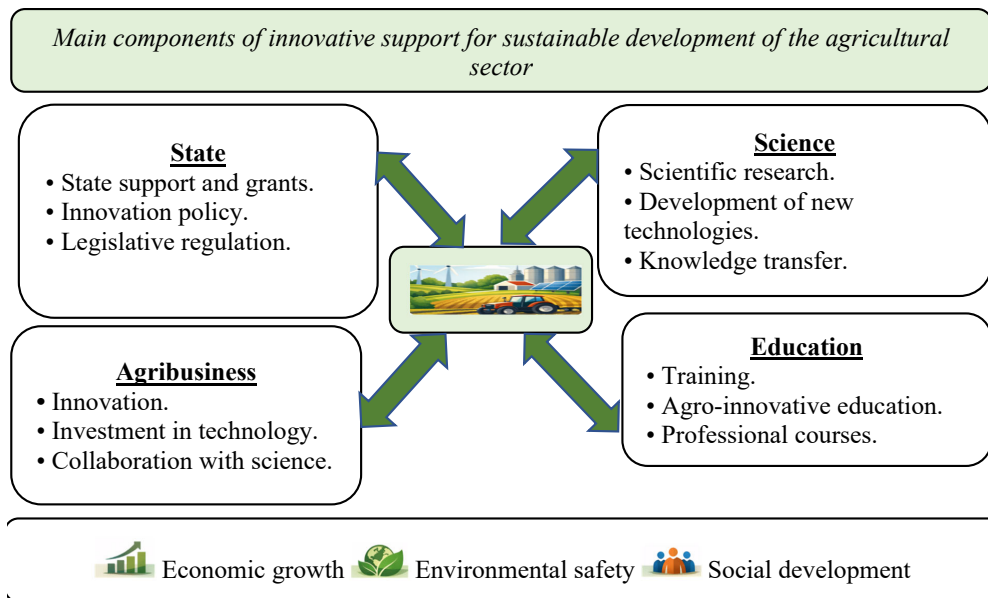 Main components of innovative support for sustainable development of the agricultural
sector
State
• State support and grants.
• Innovation policy.
• Legislative regulation.
Science
• Scientific research.
• Development of new
technologies.
• Knowledge transfer.
Agribusiness
• Innovation.
• Investment in technology.
• Collaboration with science.
Education
• Training.
• Agro-innovative education.
• Professional courses.
Economic growth Environmental safety Social development